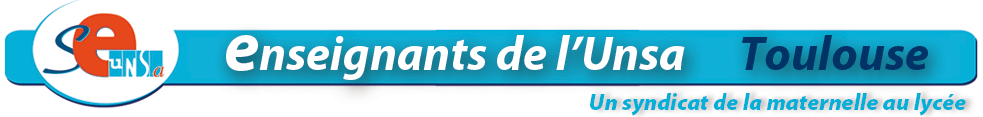 SE UNSa
enseignants de l'Unsa Toulouse
Un syndicat de la maternelle au lycée